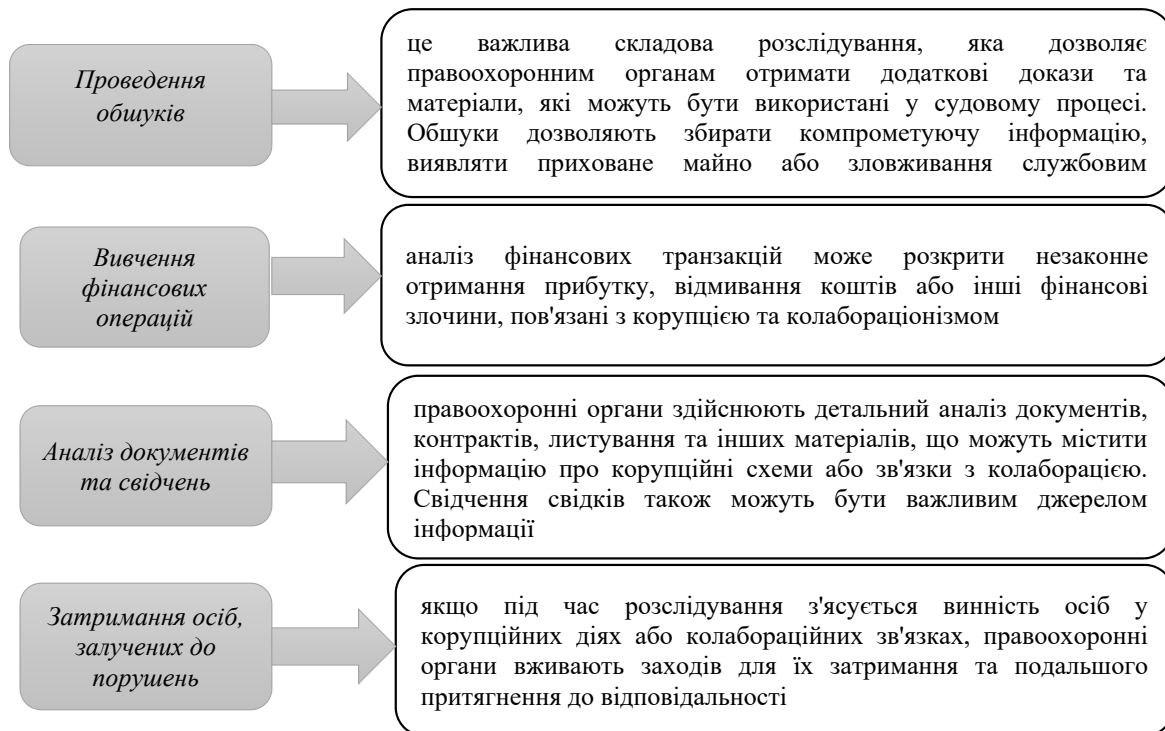 Проведення
обшуків
це важлива складова розслідування, яка дозволяє
правоохоронним органам отримати додаткові докази та
матеріали, які можуть бути використані у судовому процесі.
Обшуки дозволяють збирати компрометуючу інформацію,
виявляти приховане майно або зловживання службовим
Вивчення
фінансових
операцій
аналіз фінансових транзакцій може розкрити незаконне
отримання прибутку, відмивання коштів або інші фінансові
злочини, пов'язані з корупцією та колабораціонізмом
Аналіз документів
та свідчень
правоохоронні органи здійснюють детальний аналіз документів,
контрактів, листування та інших матеріалів, що можуть містити
інформацію про корупційні схеми або зв'язки з колаборацією.
Свідчення свідків також можуть бути важливим джерелом
інформації
Затримання осіб,
залучених до
порушень
якщо під час розслідування з'ясується винність осіб у
корупційних діях або колабораційних зв'язках, правоохоронні
органи вживають заходів для їх затримання та подальшого
притягнення до відповідальності